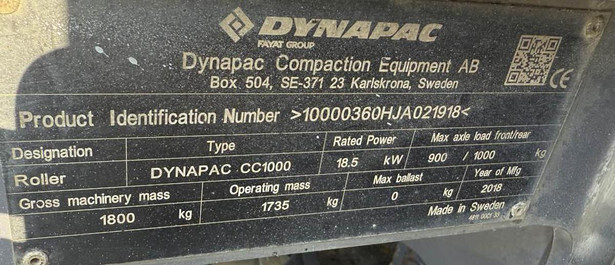 DYNAPAC
FAYAT GROUP
Dynapac Compaction Equipment AB
Box 504, SE-371 23 Karlskrona, Sweden
CE
Product Identification Number >10000360HJA021918<
Designation Type Rated Power Max axle load front/rear
Roller DYNAPAC CC1000 18.5 kW 900 / 1000 kg
Gross machinery mass Operating mass Max ballast Year of Mfg
1800 kg 1735 kg 0 kg 2018
Made in Sweden